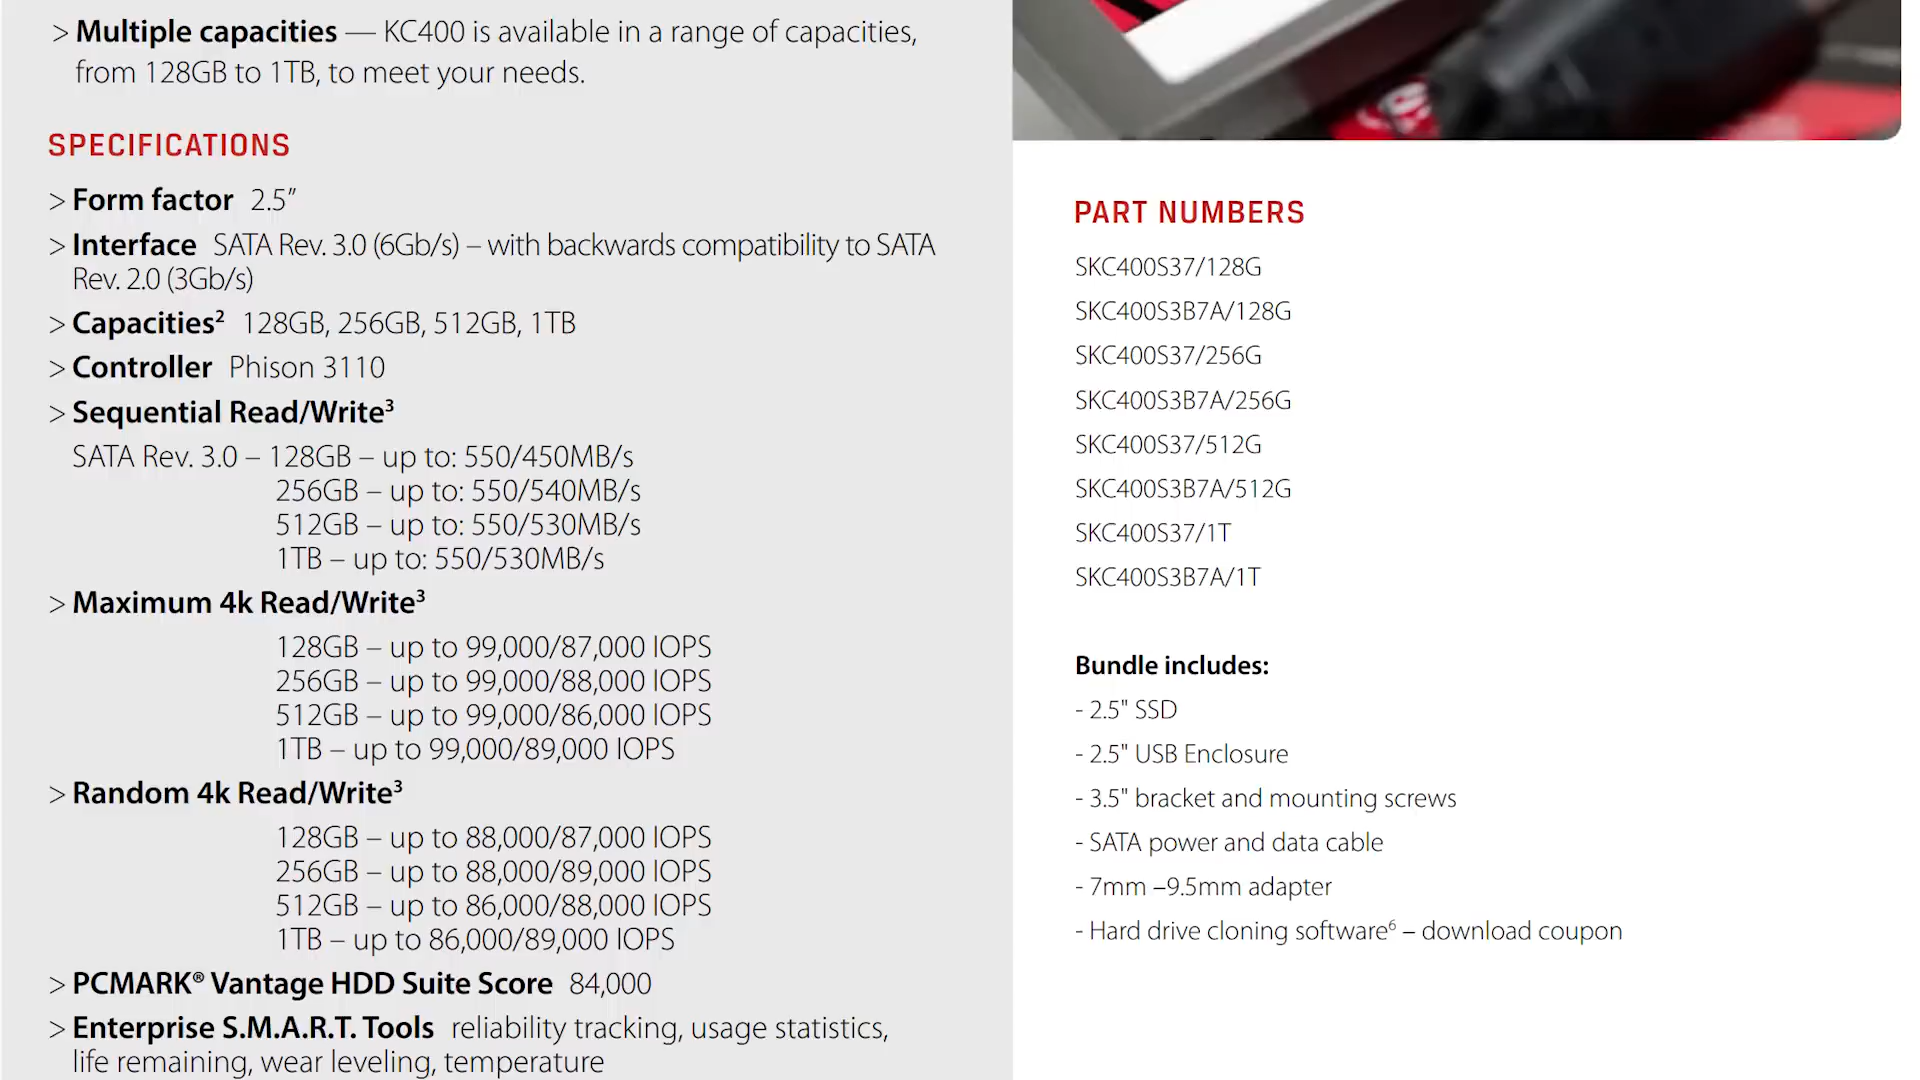 > Multiple capacities — KC400 is available in a range of capacities,
from 128GB to 1TB, to meet your needs.
SPECIFICATIONS
> Form factor 2.5”
> Interface SATA Rev. 3.0 (6Gb/s) – with backwards compatibility to SATA
Rev. 2.0 (3Gb/s)
> Capacities² 128GB, 256GB, 512GB, 1TB
> Controller Phison 3110
> Sequential Read/Write³
SATA Rev. 3.0 – 128GB – up to: 550/450MB/s
256GB – up to: 550/540MB/s
512GB – up to: 550/530MB/s
1TB – up to: 550/530MB/s
> Maximum 4k Read/Write³
128GB – up to 99,000/87,000 IOPS
256GB – up to 99,000/88,000 IOPS
512GB – up to 99,000/86,000 IOPS
1TB – up to 99,000/89,000 IOPS
> Random 4k Read/Write³
128GB – up to 88,000/87,000 IOPS
256GB – up to 88,000/89,000 IOPS
512GB – up to 86,000/88,000 IOPS
1TB – up to 86,000/89,000 IOPS
> PCMARK® Vantage HDD Suite Score 84,000
> Enterprise S.M.A.R.T. Tools reliability tracking, usage statistics,
life remaining, wear leveling, temperature
PART NUMBERS
SKC400S37/128G
SKC400S3B7A/128G
SKC400S37/256G
SKC400S3B7A/256G
SKC400S37/512G
SKC400S3B7A/512G
SKC400S37/1T
SKC400S3B7A/1T
Bundle includes:
- 2.5" SSD
- 2.5" USB Enclosure
- 3.5" bracket and mounting screws
- SATA power and data cable
- 7mm –9.5mm adapter
- Hard drive cloning software⁶ – download coupon